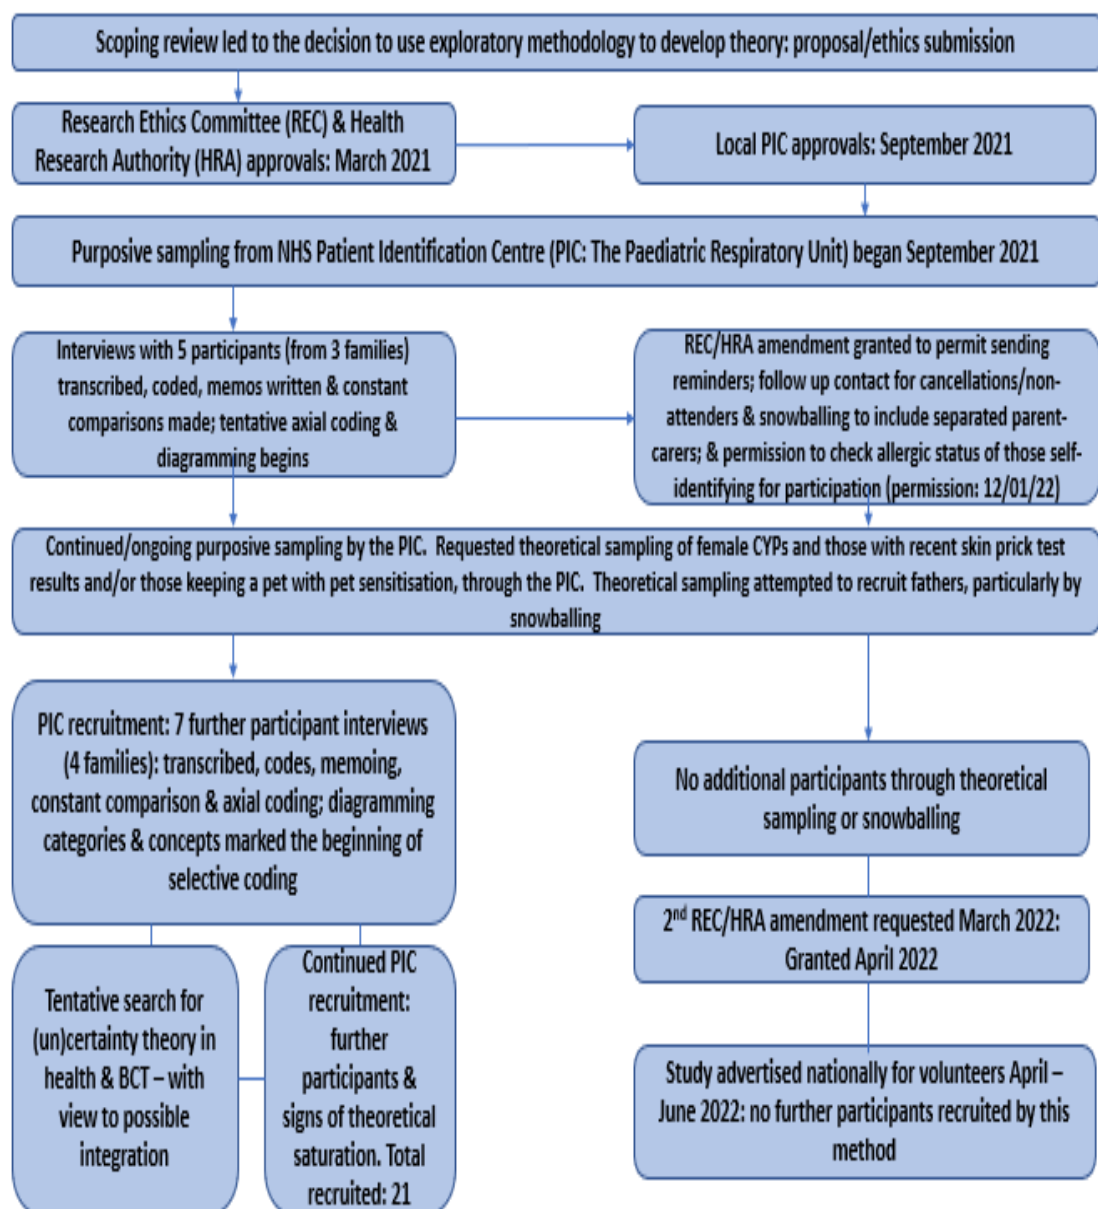 Scoping review led to the decision to use exploratory methodology to develop theory: proposal/ethics submission
Research Ethics Committee (REC) & Health
Research Authority (HRA) approvals: March 2021
Local PIC approvals: September 2021
Purposive sampling from NHS Patient Identification Centre (PIC: The Paediatric Respiratory Unit) began September 2021
Interviews with 5 participants (from 3 families)
transcribed, coded, memos written & constant
comparisons made; tentative axial coding &
diagramming begins
REC/HRA amendment granted to permit sending
reminders; follow up contact for cancellations/non-
attenders & snowballing to include separated parent-
carers; & permission to check allergic status of those self-
identifying for participation (permission: 12/01/22)
Continued/ongoing purposive sampling by the PIC. Requested theoretical sampling of female CYPs and those with recent skin prick test
results and/or those keeping a pet with pet sensitisation, through the PIC. Theoretical sampling attempted to recruit fathers, particularly by
snowballing
PIC recruitment: 7 further participant interviews
(4 families): transcribed, codes, memoing,
constant comparison & axial coding; diagramming
categories & concepts marked the beginning of
selective coding
No additional participants through theoretical
sampling or snowballing
2nd REC/HRA amendment requested March 2022:
Granted April 2022
Tentative search for
(un)certainty theory in
health & BCT – with
view to possible
integration
Continued PIC
recruitment:
further
participants &
signs of theoretical
saturation. Total
recruited: 21
Study advertised nationally for volunteers April –
June 2022: no further participants recruited by this
method